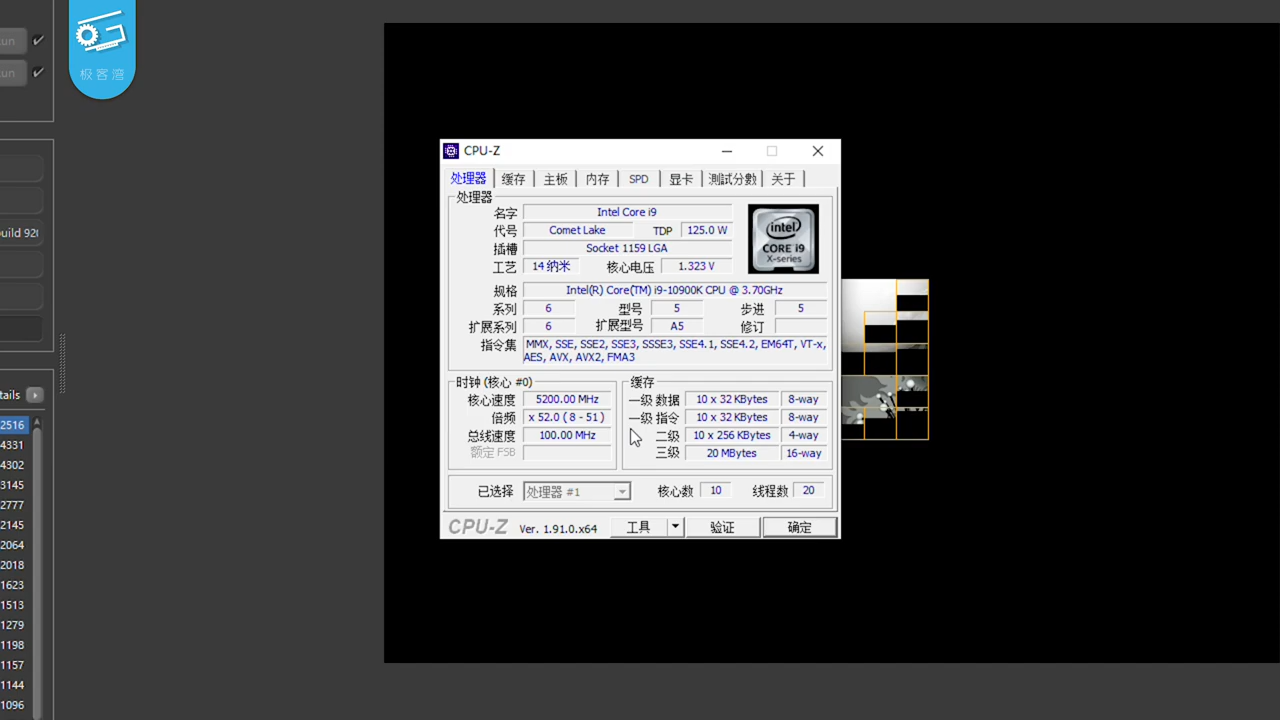 un
un
极客湾
uild 920
tails
2516
4331
4302
3145
2777
2145
2064
2018
1623
1513
1279
1198
1157
1144
1096
CPU-Z
处理器 缓存 主板 内存 SPD 显卡 測試分數 关于
处理器
名字 Intel Core i9
代号 Comet Lake TDP 125.0 W
插槽 Socket 1159 LGA
工艺 14 纳米 核心电压 1.323 V
intel
CORE i9
X-series
规格 Intel(R) Core(TM) i9-10900K CPU @ 3.70GHz
系列 6 型号 5 步进 5
扩展系列 6 扩展型号 A5 修订
指令集 MMX, SSE, SSE2, SSE3, SSSE3, SSE4.1, SSE4.2, EM64T, VT-x,
AES, AVX, AVX2, FMA3
时钟 (核心 #0)
核心速度 5200.00 MHz
倍频 x 52.0 ( 8 - 51 )
总线速度 100.00 MHz
额定 FSB
缓存
一级 数据 10 x 32 KBytes 8-way
一级 指令 10 x 32 KBytes 8-way
二级 10 x 256 KBytes 4-way
三级 20 MBytes 16-way
已选择 处理器 #1 核心数 10 线程数 20
CPU-Z Ver. 1.91.0.x64 工具 验证 确定